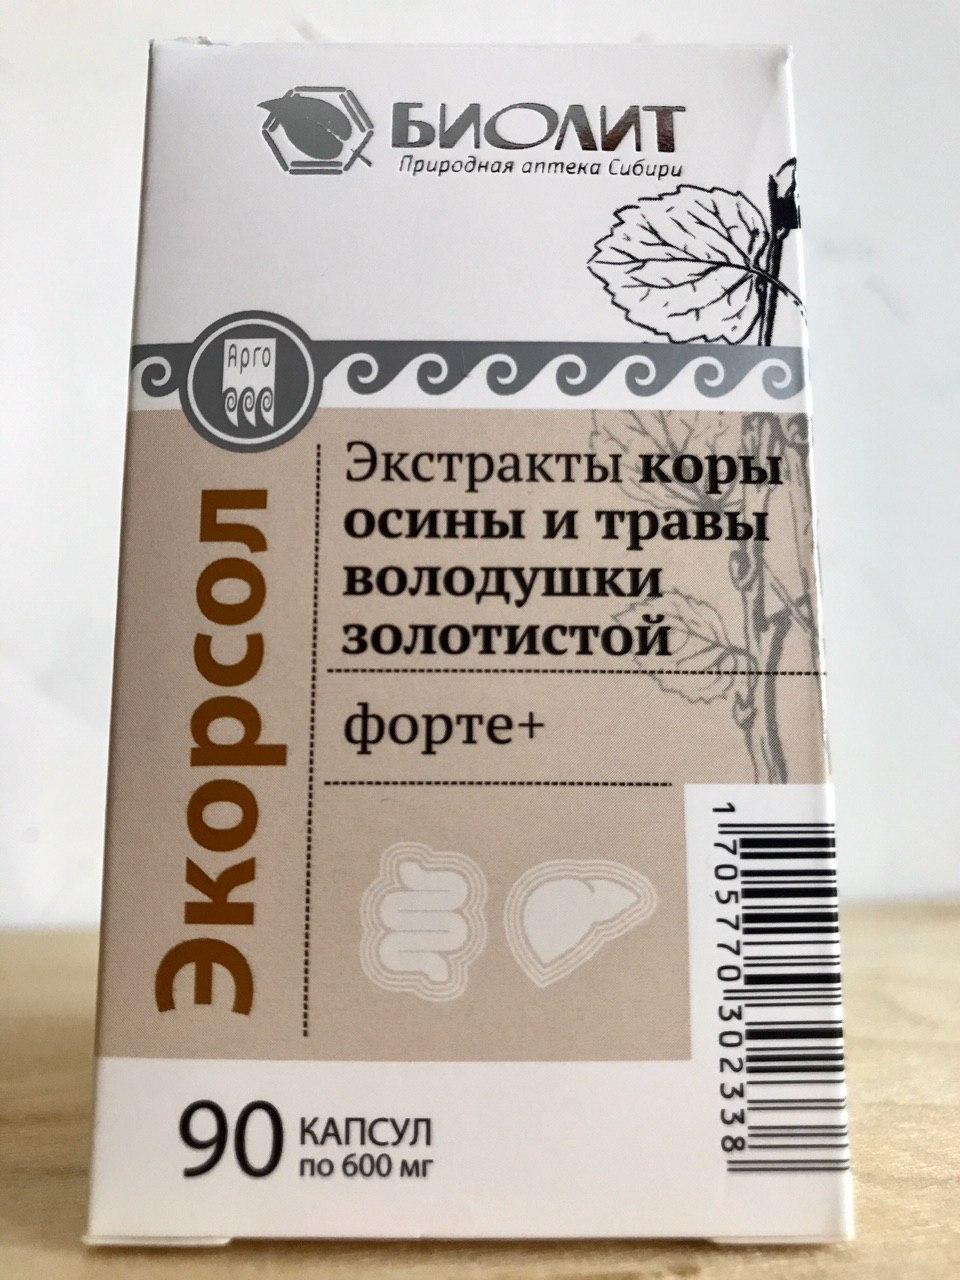 БИОЛИТ
Природная аптека Сибири
Арго
Экорсол
Экстракты коры
осины и травы
володушки
золотистой
форте+
90 КАПСУЛ
по 600 мг
1 705770 302338